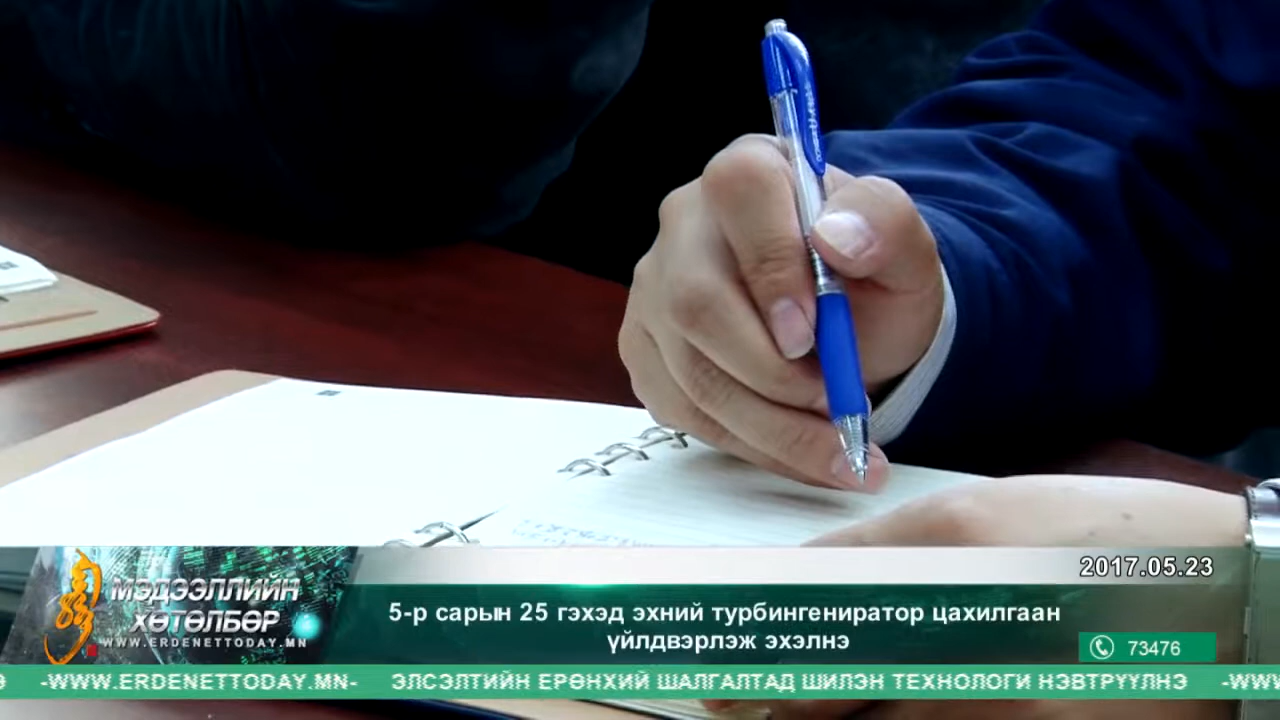 2017.05.23
МЭДЭЭЛЛИЙН
ХӨТӨЛБӨР
WWW.ERDENETTODAY.MN
5-р сарын 25 гэхэд эхний турбингениратор цахилгаан
үйлдвэрлэж эхэлнэ
73476
-WWW.ERDENETTODAY.MN- ЭЛСЭЛТИЙН ЕРӨНХИЙ ШАЛГАЛТАД ШИЛЭН ТЕХНОЛОГИ НЭВТРҮҮЛНЭ -WWW